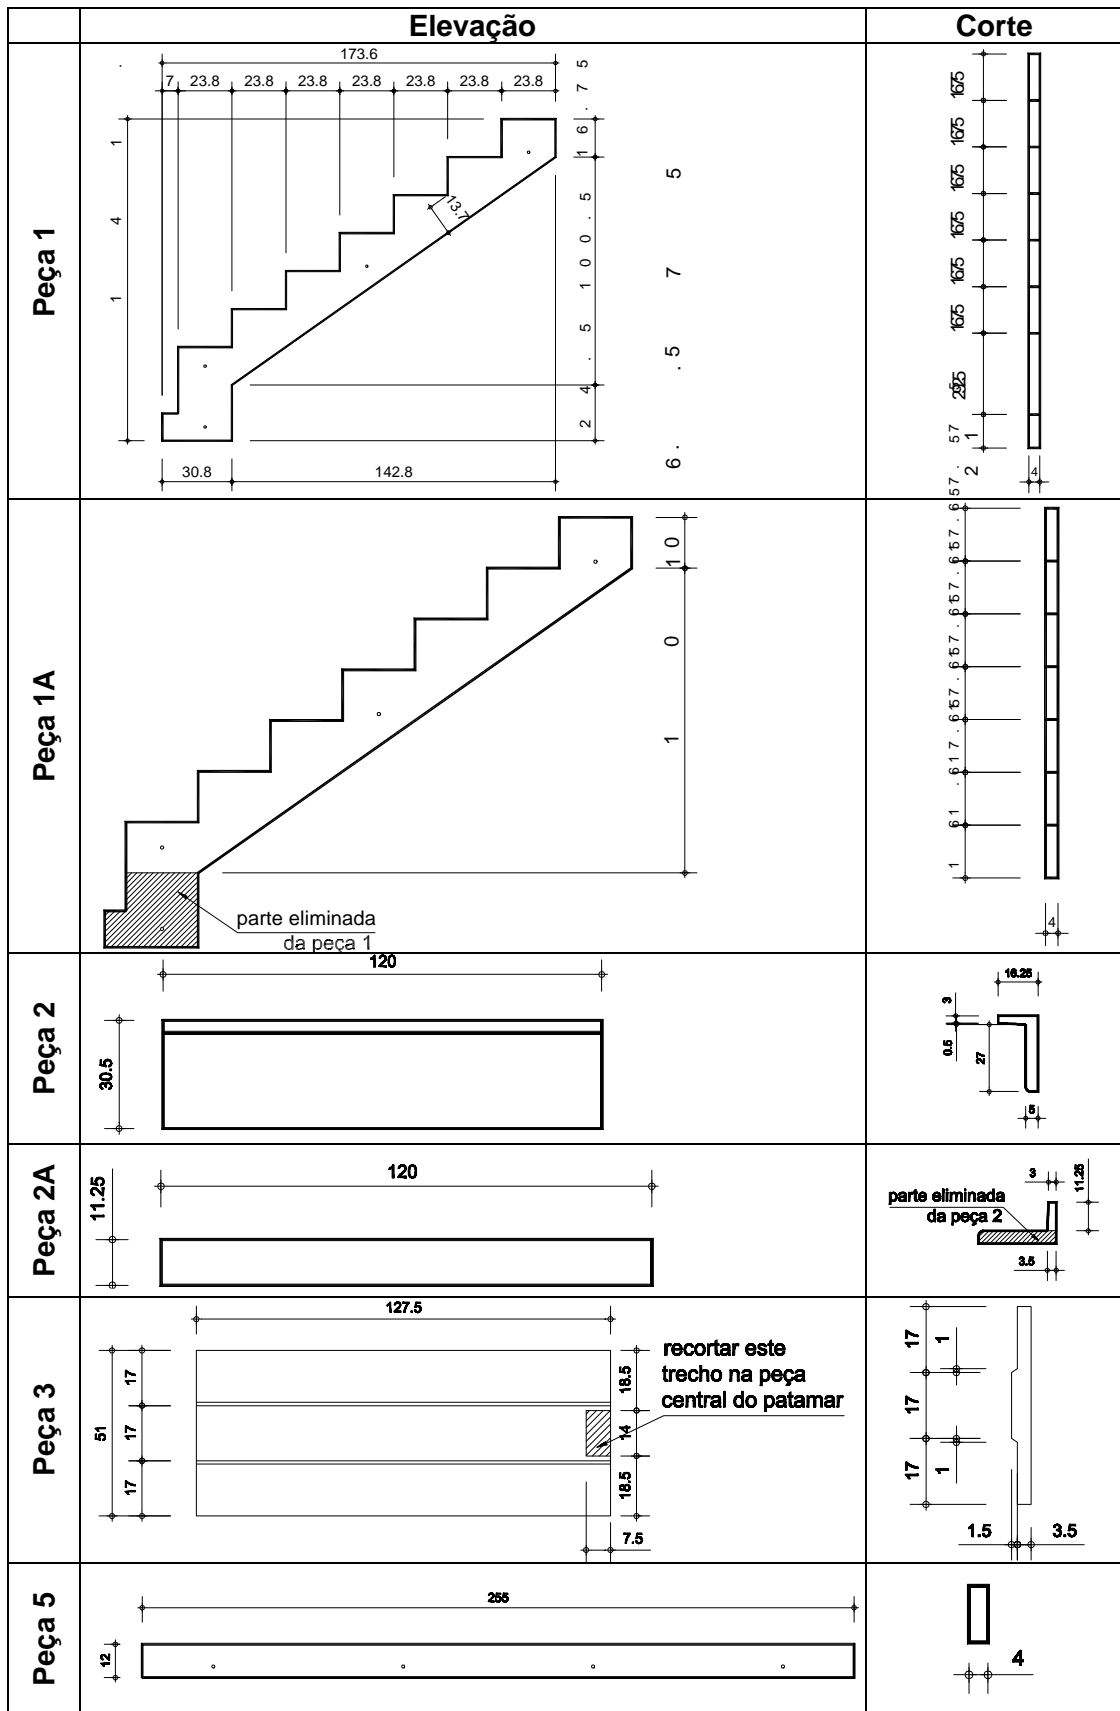 Elevação
Corte
Peça 1
173.6
7 23.8 23.8 23.8 23.8 23.8 23.8 23.8
13.7
30.8
142.8
4
Peça 1A
parte eliminada
da peça 1
4
Peça 2
120
30.5
16.25
3
0.5
27
5
Peça 2A
11.25
120
parte eliminada
da peça 2
3
11.25
3.5
Peça 3
127.5
51
17
17
17
18.5
14
18.5
7.5
recortar este
trecho na peça
central do patamar
17
17
17
1
1
1.5
3.5
Peça 5
255
12
4